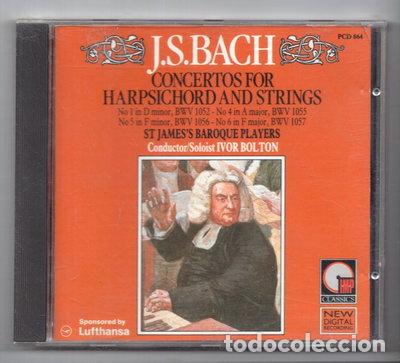 PCD 864
J.S.BACH
CONCERTOS FOR
HARPSICHORD AND STRINGS
No 1 in D minor, BWV 1052 - No 4 in A major, BWV 1055
No 5 in F minor, BWV 1056 - No 6 in F major, BWV 1057
ST JAMES'S BAROQUE PLAYERS
Conductor/Soloist IVOR BOLTON
IMP
CLASSICS
NEW
DIGITAL
RECORDING
Sponsored by
Lufthansa
todocoleccion.net